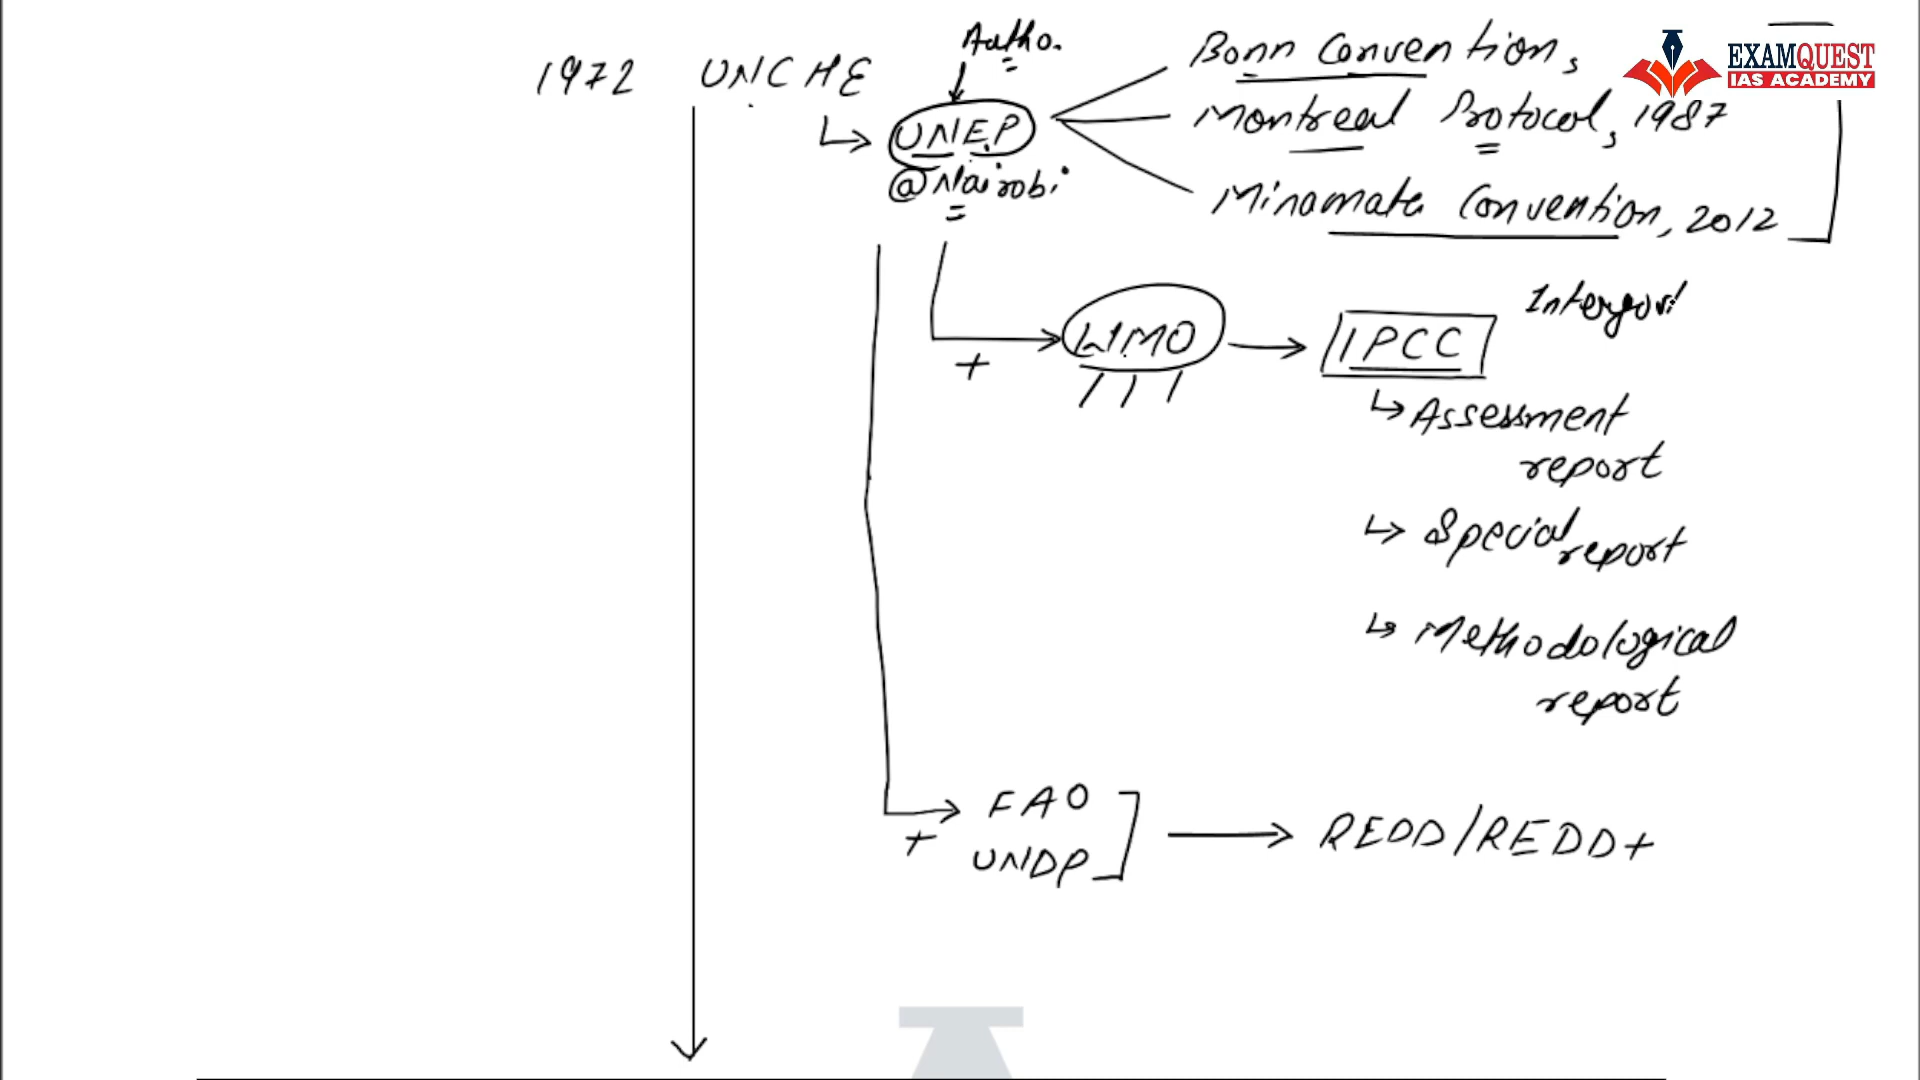 Autho.
1972 UNCHE
UNEP
@Nairobi
Bonn Convention,
Montreal Protocol, 1987
Minamata Convention, 2012
EXAMQUEST
IAS ACADEMY
+ WMO
IPCC
Intergovt
Assessment
report
Special report
Methodological
report
+ FAO
UNDP
REDD/REDD+